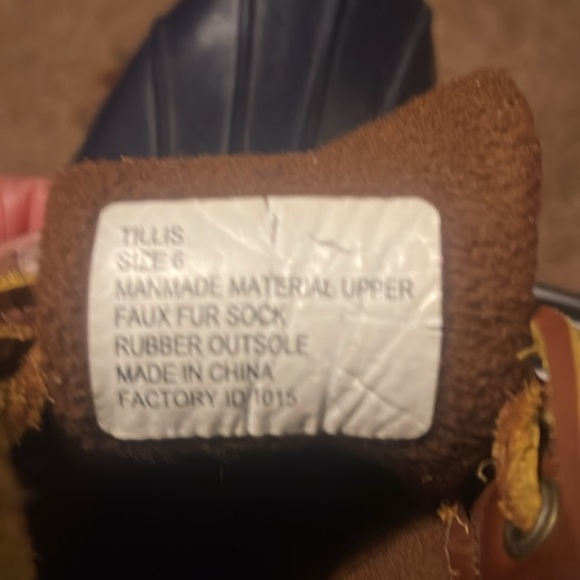 TILLIS
SIZE 6
MANMADE MATERIAL UPPER
FAUX FUR SOCK
RUBBER OUTSOLE
MADE IN CHINA
FACTORY ID 1015